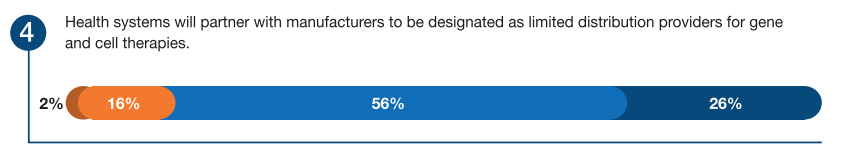 4
Health systems will partner with manufacturers to be designated as limited distribution providers for gene
and cell therapies.
2% 16% 56% 26%